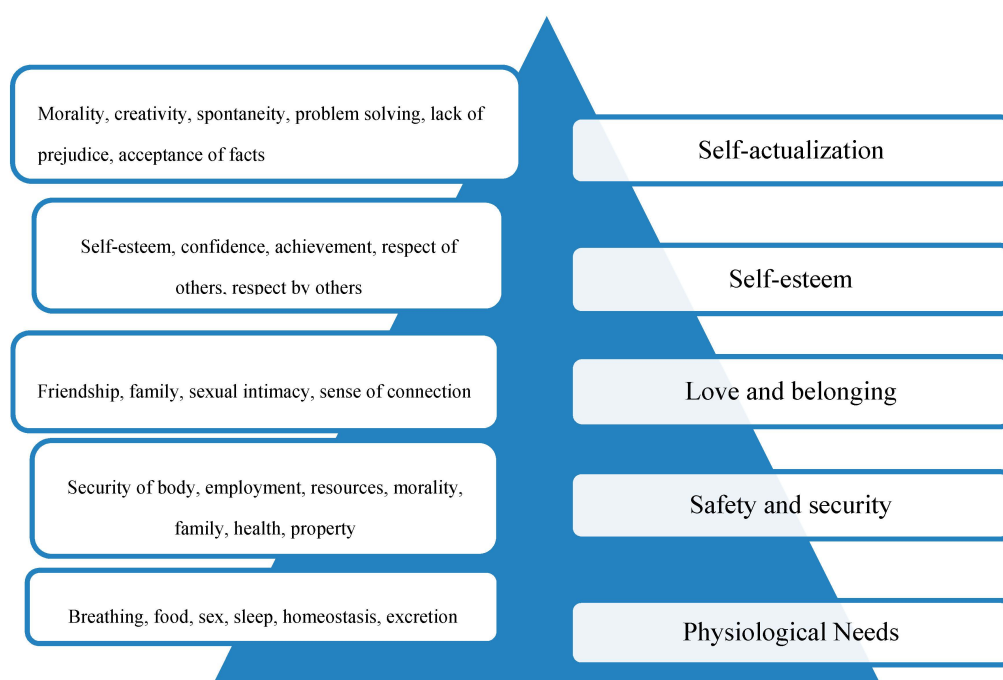 Morality, creativity, spontaneity, problem solving, lack of
prejudice, acceptance of facts
Self-actualization
Self-esteem, confidence, achievement, respect of
others, respect by others
Self-esteem
Friendship, family, sexual intimacy, sense of connection
Love and belonging
Security of body, employment, resources, morality,
family, health, property
Safety and security
Breathing, food, sex, sleep, homeostasis, excretion
Physiological Needs